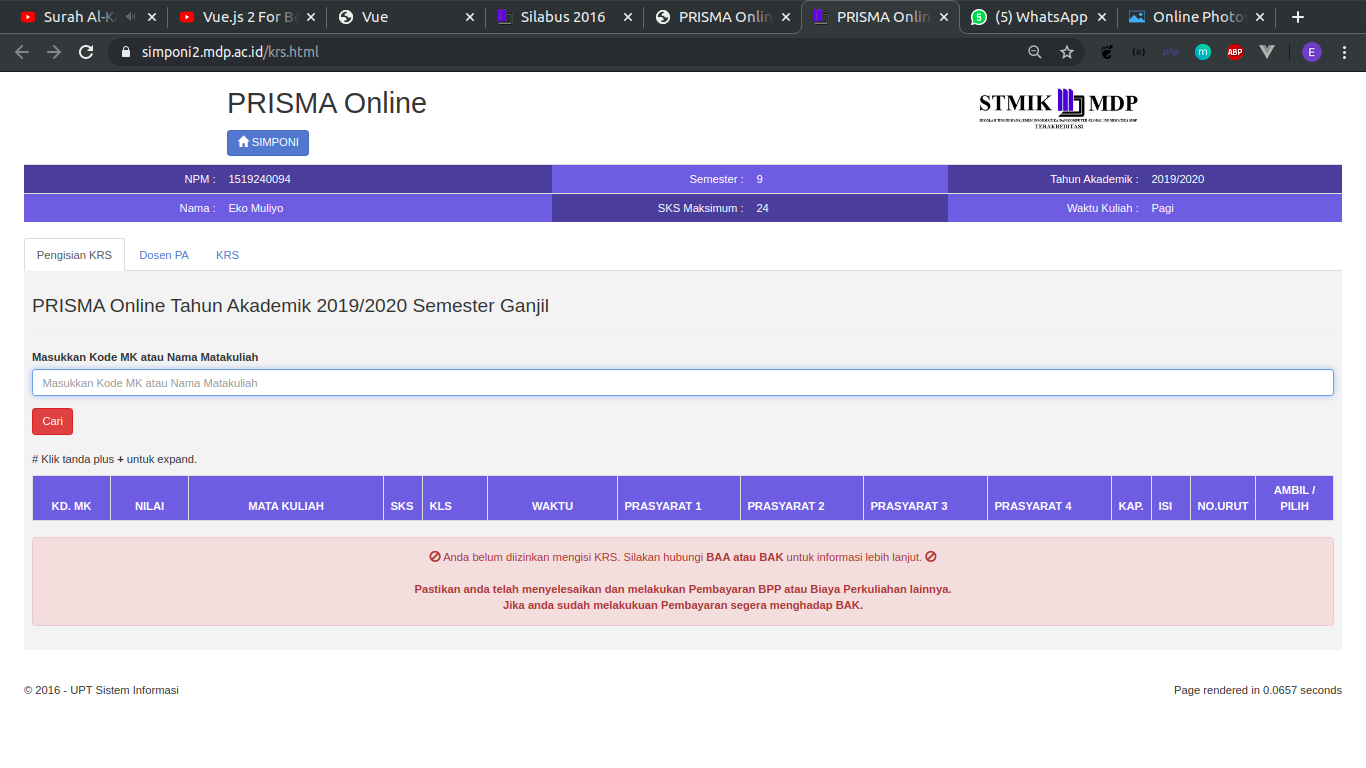 Surah Al-K
Vue.js 2 For Be
Vue
Silabus 2016
PRISMA Onlin
PRISMA Onlin
(5) WhatsApp
Online Photo
simponi2.mdp.ac.id/krs.html
php
m
ABP
E
PRISMA Online
SIMPONI
STMIK MDP
TERAKREDITASI
NPM : 1519240094 Semester : 9 Tahun Akademik : 2019/2020
Nama : Eko Muliyo SKS Maksimum : 24 Waktu Kuliah : Pagi
Pengisian KRS Dosen PA KRS
PRISMA Online Tahun Akademik 2019/2020 Semester Ganjil
Masukkan Kode MK atau Nama Matakuliah
Masukkan Kode MK atau Nama Matakuliah
Cari
# Klik tanda plus + untuk expand.
KD. MK NILAI MATA KULIAH SKS KLS WAKTU PRASYARAT 1 PRASYARAT 2 PRASYARAT 3 PRASYARAT 4 KAP. ISI NO.URUT AMBIL /
PILIH
Anda belum diizinkan mengisi KRS. Silakan hubungi BAA atau BAK untuk informasi lebih lanjut.
Pastikan anda telah menyelesaikan dan melakukan Pembayaran BPP atau Biaya Perkuliahan lainnya.
Jika anda sudah melakukuan Pembayaran segera menghadap BAK.
© 2016 - UPT Sistem Informasi
Page rendered in 0.0657 seconds